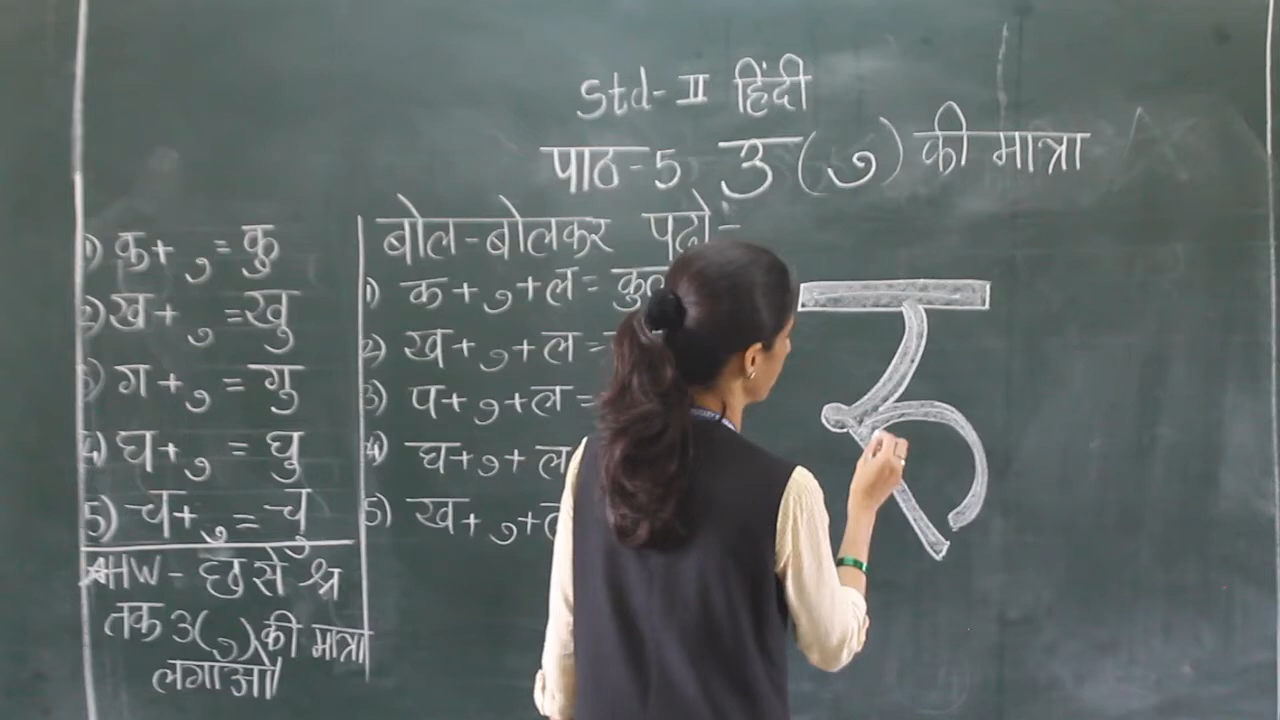 Std-II हिंदी
पाठ-5 उ(ु) की मात्रा
1) क+ु=कु
2) ख+ु=खु
3) ग+ु=गु
4) घ+ु=घु
5) च+ु=चु
HW - छ से श्र
तक उ(ु) की मात्रा
लगाओ
बोल-बोलकर पढ़ो:-
1) क+ु+ल=कुल
2) ख+ु+ल=
3) प+ु+ल=
4) घ+ु+ल
5) ख+ु+ल
रु